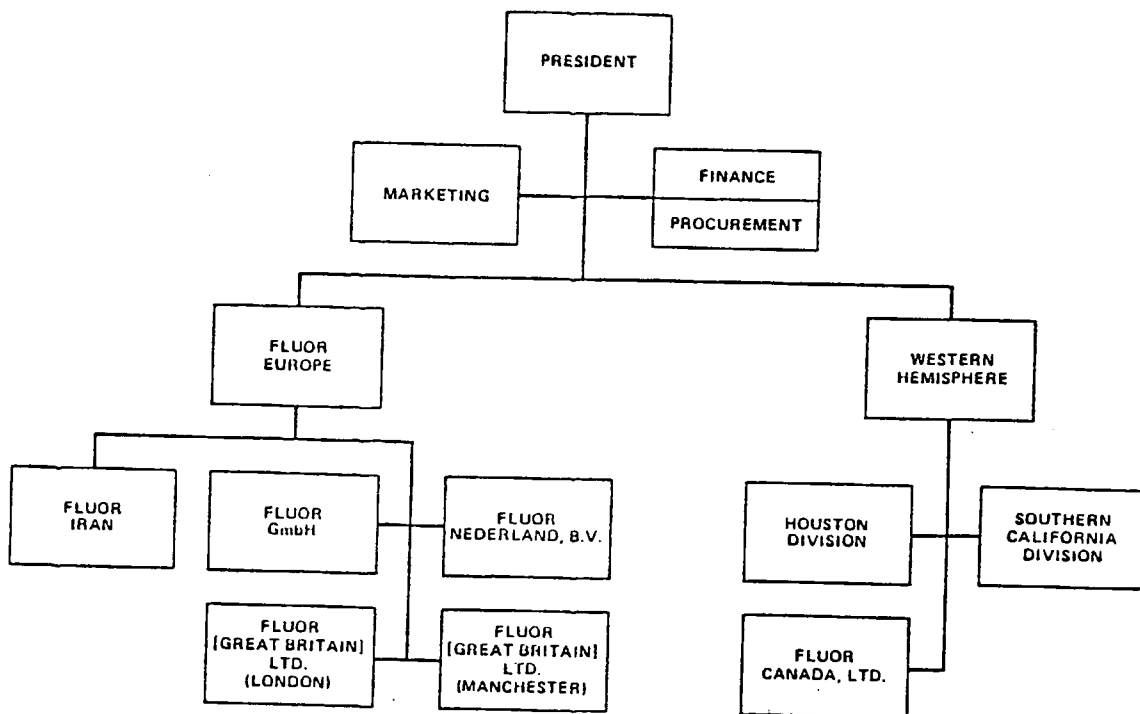 PRESIDENT
MARKETING
FINANCE
PROCUREMENT
FLUOR
EUROPE
WESTERN
HEMISPHERE
FLUOR
IRAN
FLUOR
GmbH
FLUOR
NEDERLAND, B.V.
HOUSTON
DIVISION
SOUTHERN
CALIFORNIA
DIVISION
FLUOR
[GREAT BRITAIN]
LTD.
(LONDON)
FLUOR
[GREAT BRITAIN]
LTD.
(MANCHESTER)
FLUOR
CANADA, LTD.